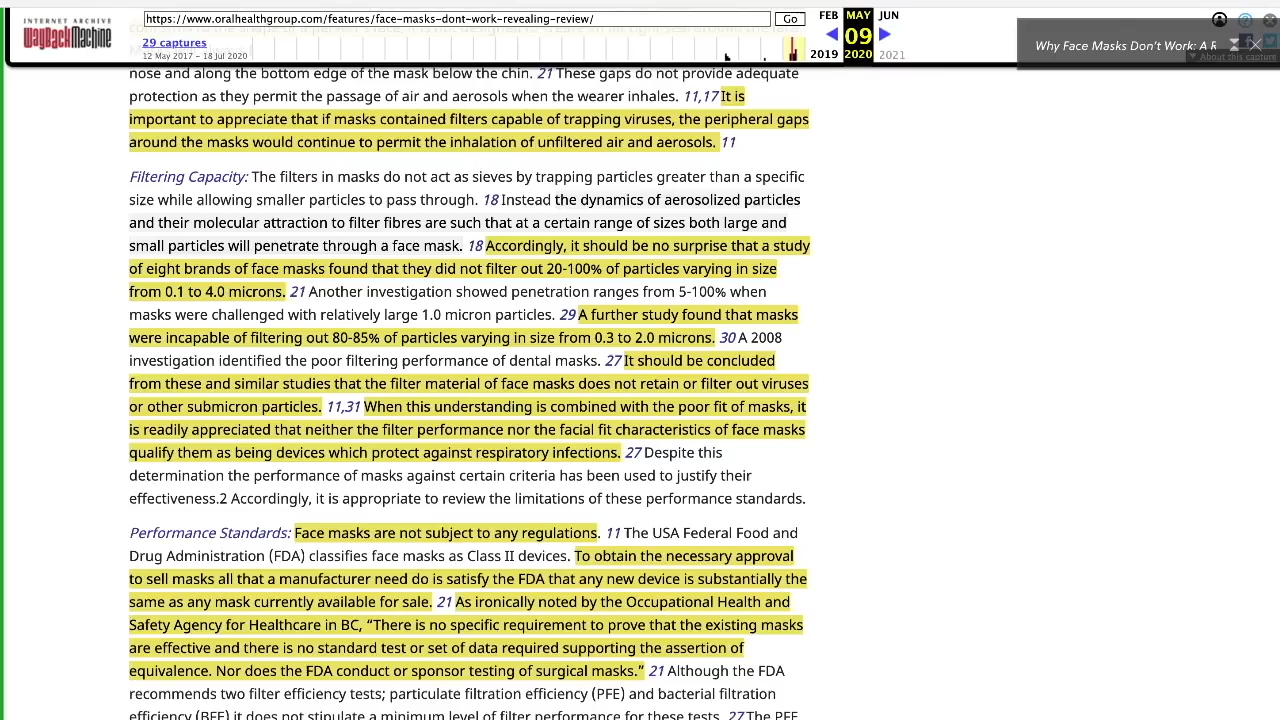 INTERNET ARCHIVE
WayBackMachine
https://www.oralhealthgroup.com/features/face-masks-dont-work-revealing-review/
Go
FEB MAY JUN
29 captures
09
12 May 2017 – 18 Jul 2020
2019 2020 2021
Why Face Masks Don't Work: A R
▼ About this capture
nose and along the bottom edge of the mask below the chin. 21 These gaps do not provide adequate
protection as they permit the passage of air and aerosols when the wearer inhales. 11,17 It is
important to appreciate that if masks contained filters capable of trapping viruses, the peripheral gaps
around the masks would continue to permit the inhalation of unfiltered air and aerosols. 11
Filtering Capacity: The filters in masks do not act as sieves by trapping particles greater than a specific
size while allowing smaller particles to pass through. 18 Instead the dynamics of aerosolized particles
and their molecular attraction to filter fibres are such that at a certain range of sizes both large and
small particles will penetrate through a face mask. 18 Accordingly, it should be no surprise that a study
of eight brands of face masks found that they did not filter out 20-100% of particles varying in size
from 0.1 to 4.0 microns. 21 Another investigation showed penetration ranges from 5-100% when
masks were challenged with relatively large 1.0 micron particles. 29 A further study found that masks
were incapable of filtering out 80-85% of particles varying in size from 0.3 to 2.0 microns. 30 A 2008
investigation identified the poor filtering performance of dental masks. 27 It should be concluded
from these and similar studies that the filter material of face masks does not retain or filter out viruses
or other submicron particles. 11,31 When this understanding is combined with the poor fit of masks, it
is readily appreciated that neither the filter performance nor the facial fit characteristics of face masks
qualify them as being devices which protect against respiratory infections. 27 Despite this
determination the performance of masks against certain criteria has been used to justify their
effectiveness.2 Accordingly, it is appropriate to review the limitations of these performance standards.
Performance Standards: Face masks are not subject to any regulations. 11 The USA Federal Food and
Drug Administration (FDA) classifies face masks as Class II devices. To obtain the necessary approval
to sell masks all that a manufacturer need do is satisfy the FDA that any new device is substantially the
same as any mask currently available for sale. 21 As ironically noted by the Occupational Health and
Safety Agency for Healthcare in BC, “There is no specific requirement to prove that the existing masks
are effective and there is no standard test or set of data required supporting the assertion of
equivalence. Nor does the FDA conduct or sponsor testing of surgical masks.” 21 Although the FDA
recommends two filter efficiency tests; particulate filtration efficiency (PFE) and bacterial filtration
efficiency (BFE) it does not stipulate a minimum level of filter performance for these tests. 27 The PFE